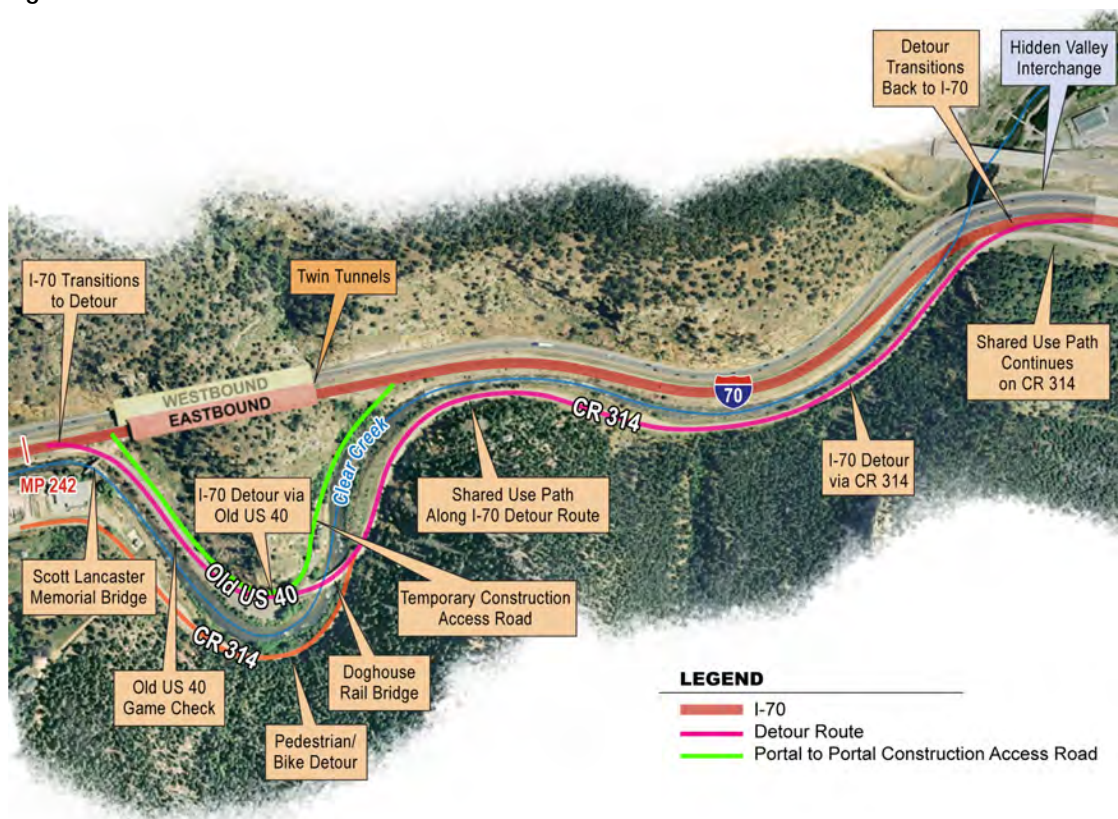 Detour
Transitions
Back to I-70
Hidden Valley
Interchange
I-70 Transitions
to Detour
Twin Tunnels
WESTBOUND
EASTBOUND
70
Shared Use Path
Continues
on CR 314
CR 314
Clear Creek
MP 242
I-70 Detour via
Old US 40
Shared Use Path
Along I-70 Detour Route
I-70 Detour
via CR 314
Old US 40
Scott Lancaster
Memorial Bridge
Temporary Construction
Access Road
CR 314
Doghouse
Rail Bridge
Old US 40
Game Check
Pedestrian/
Bike Detour
LEGEND
I-70
Detour Route
Portal to Portal Construction Access Road